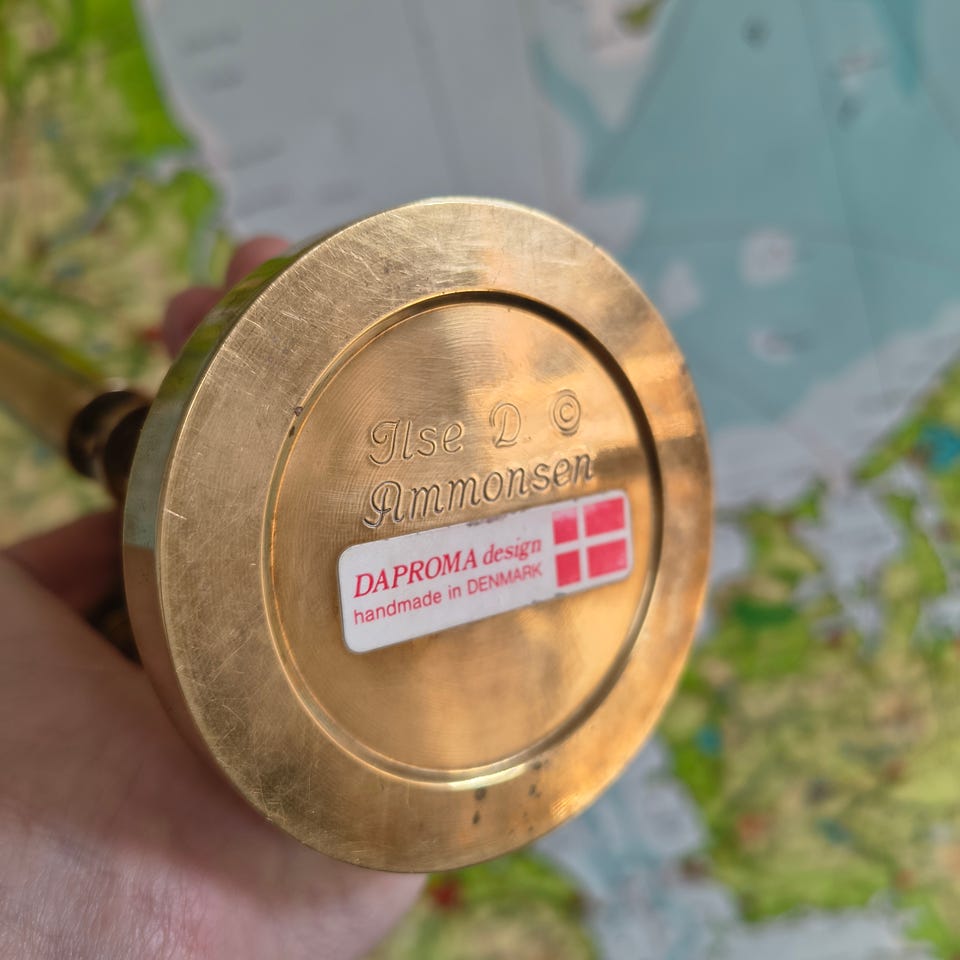 Ilse D. ©
Ammonsen
DAPROMA design
handmade in DENMARK